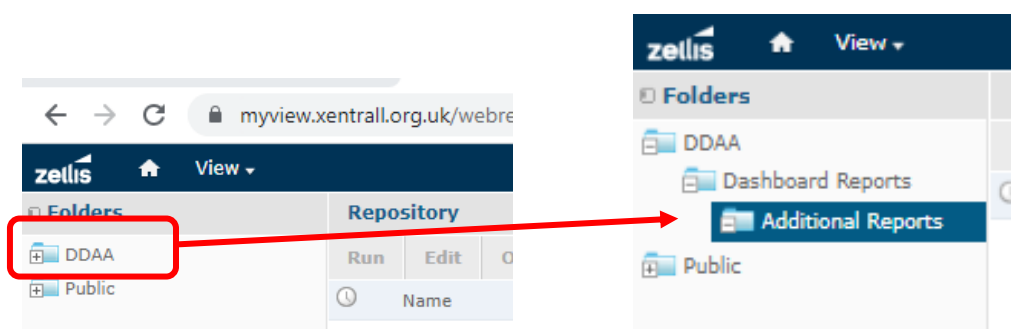 myview.xentrall.org.uk/webre
zellis View
Folders Repository
DDAA
Run Edit
Public
Name
zellis View
Folders
DDAA
Dashboard Reports
Additional Reports
Public